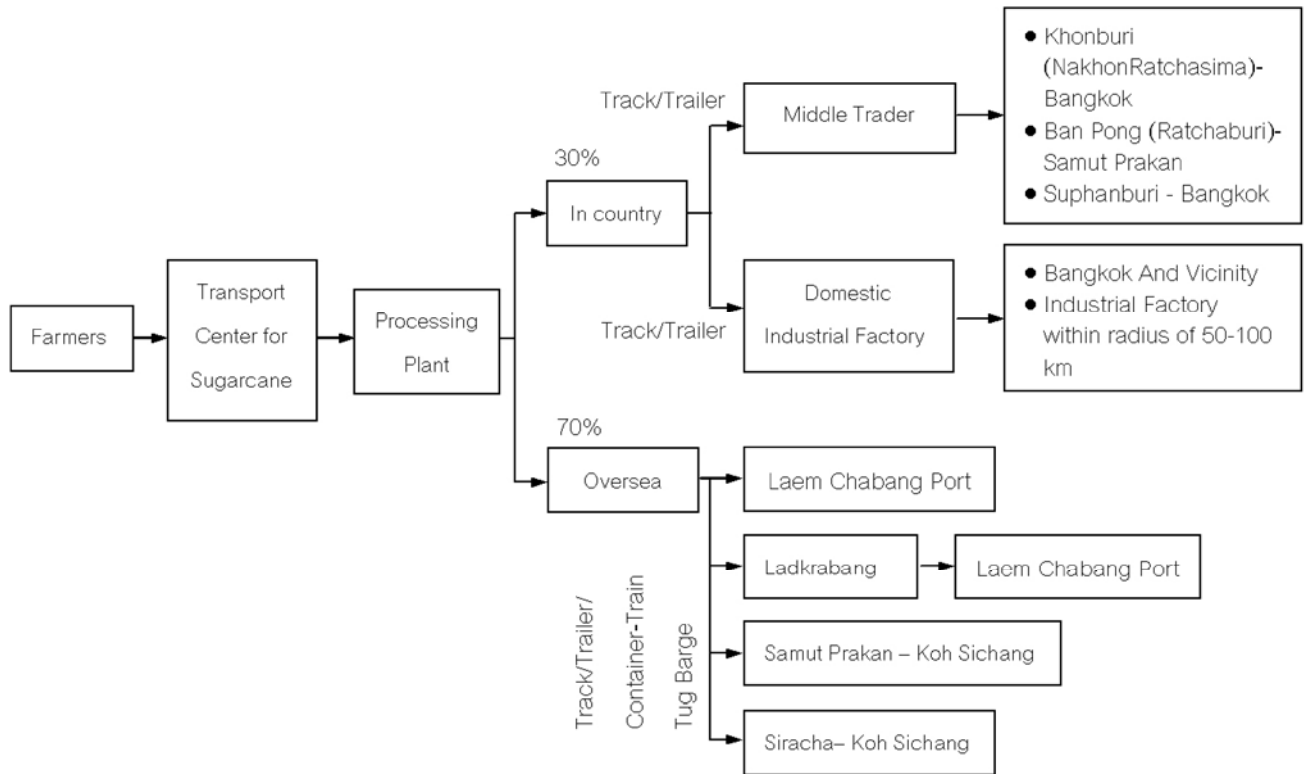 Farmers
Transport
Center for
Sugarcane
Processing
Plant
30%
In country
Track/Trailer
Middle Trader
● Khonburi
(NakhonRatchasima)-
Bangkok
● Ban Pong (Ratchaburi)-
Samut Prakan
● Suphanburi - Bangkok
Track/Trailer
Domestic
Industrial Factory
● Bangkok And Vicinity
● Industrial Factory
within radius of 50-100
km
70%
Oversea
Track/Trailer/
Container-Train
Tug Barge
Laem Chabang Port
Ladkrabang
Laem Chabang Port
Samut Prakan – Koh Sichang
Siracha– Koh Sichang